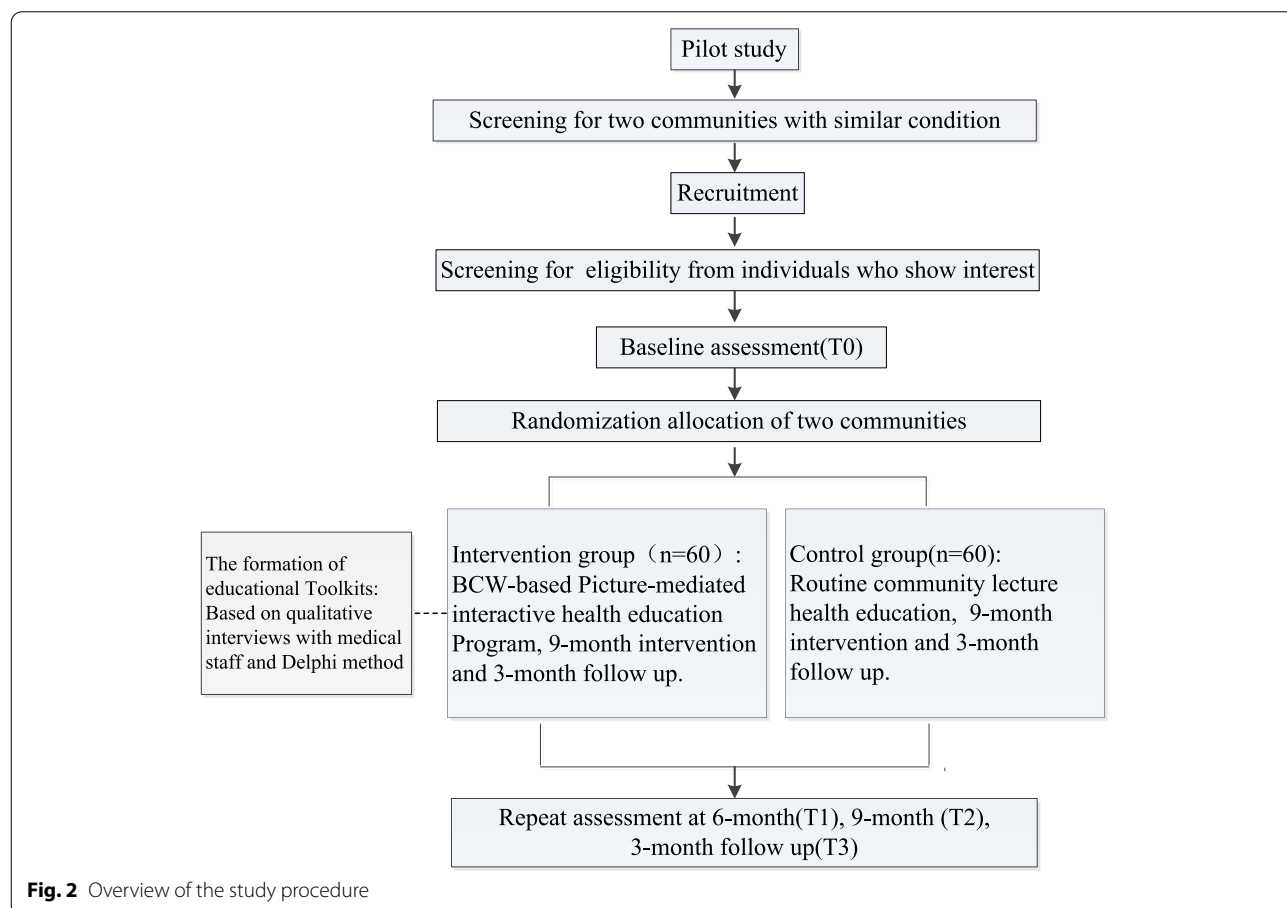 Pilot study
Screening for two communities with similar condition
Recruitment
Screening for eligibility from individuals who show interest
Baseline assessment(T0)
Randomization allocation of two communities
The formation of
educational Toolkits:
Based on qualitative
interviews with medical
staff and Delphi method
Intervention group（n=60）:
BCW-based Picture-mediated
interactive health education
Program, 9-month intervention
and 3-month follow up.
Control group(n=60):
Routine community lecture
health education, 9-month
intervention and 3-month
follow up.
Repeat assessment at 6-month(T1), 9-month (T2),
3-month follow up(T3)
Fig. 2 Overview of the study procedure